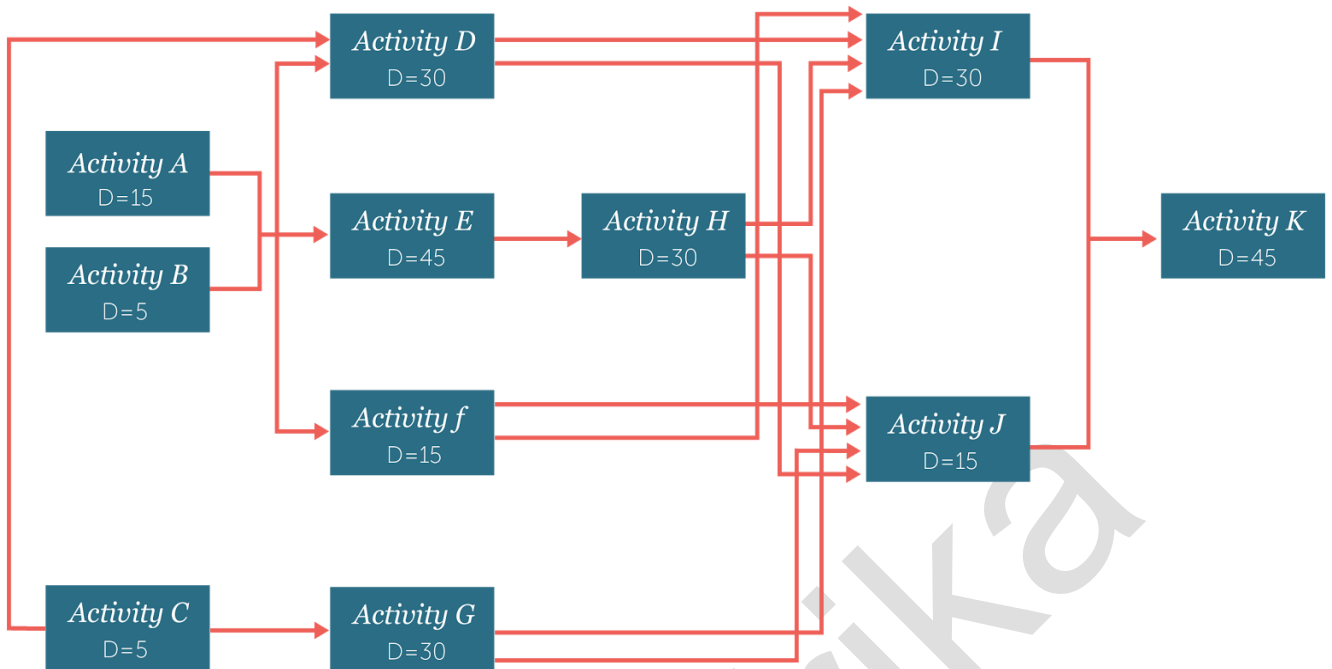 Activity D
D=30
Activity I
D=30
Activity A
D=15
Activity E
D=45
Activity H
D=30
Activity K
D=45
Activity B
D=5
Activity f
D=15
Activity J
D=15
Activity C
D=5
Activity G
D=30